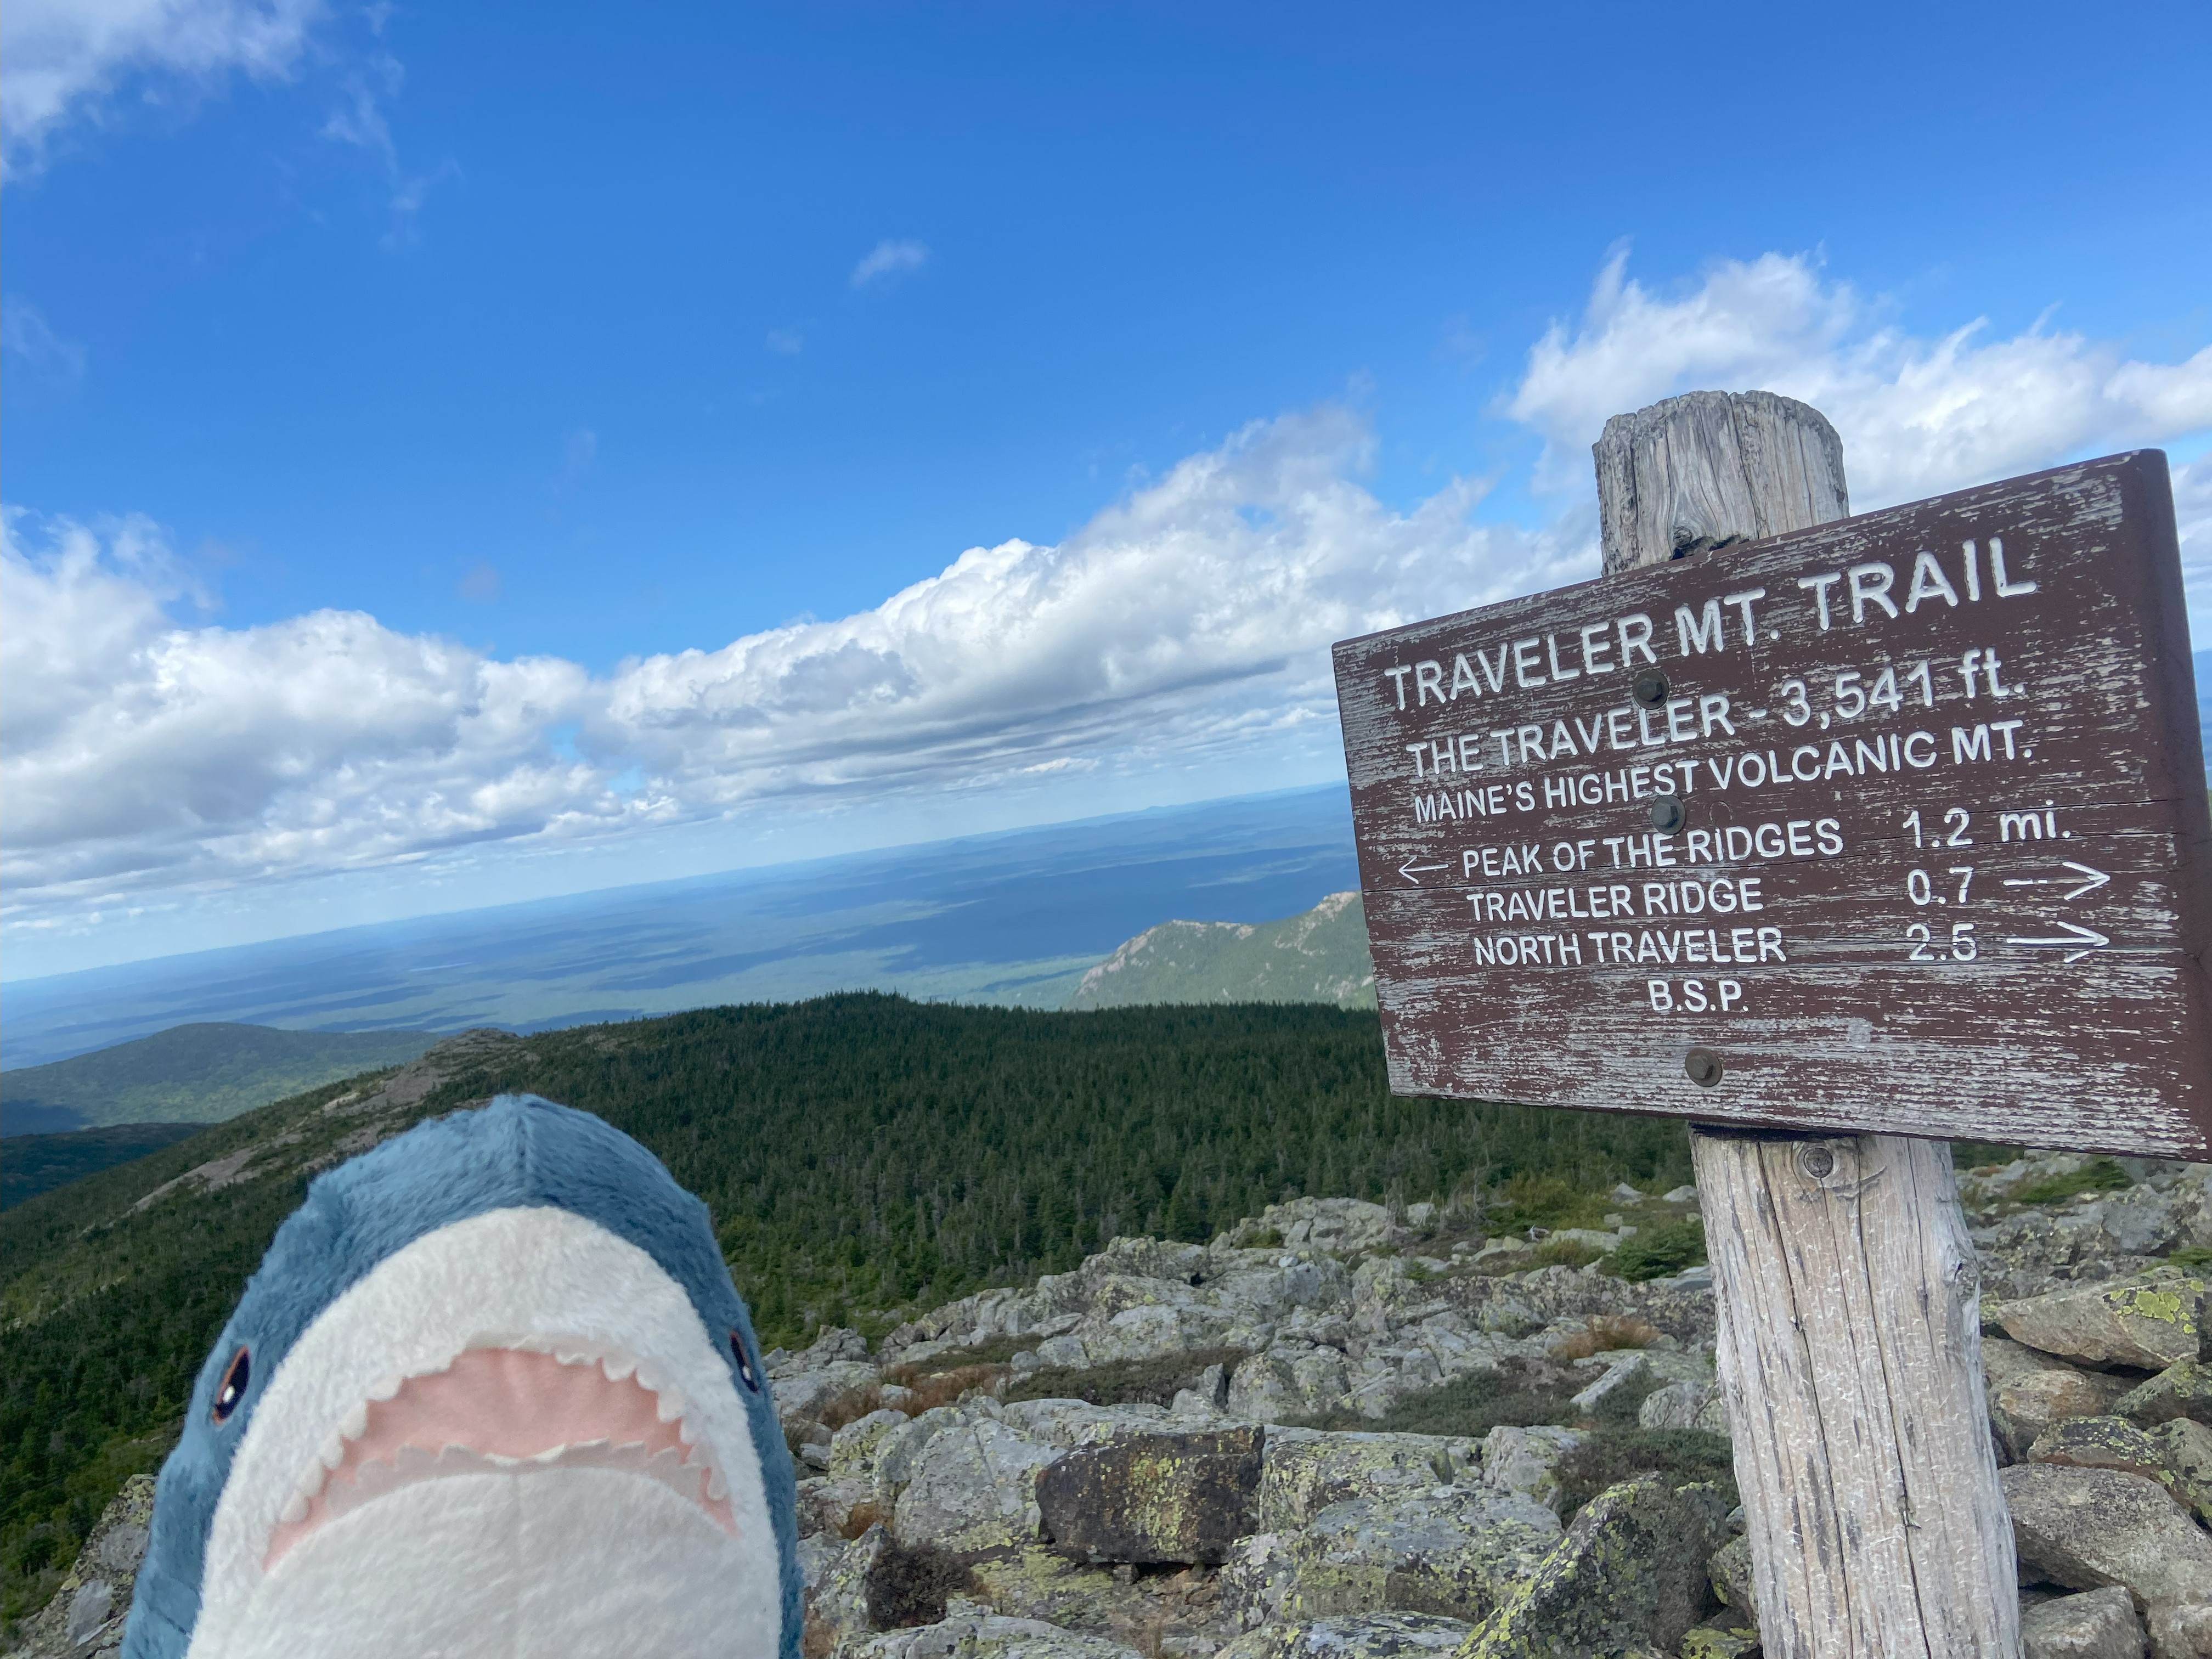 TRAVELER MT. TRAIL
THE TRAVELER - 3,541 ft.
MAINE'S HIGHEST VOLCANIC MT.
← PEAK OF THE RIDGES 1.2 mi.
TRAVELER RIDGE 0.7 →
NORTH TRAVELER 2.5 →
B.S.P.